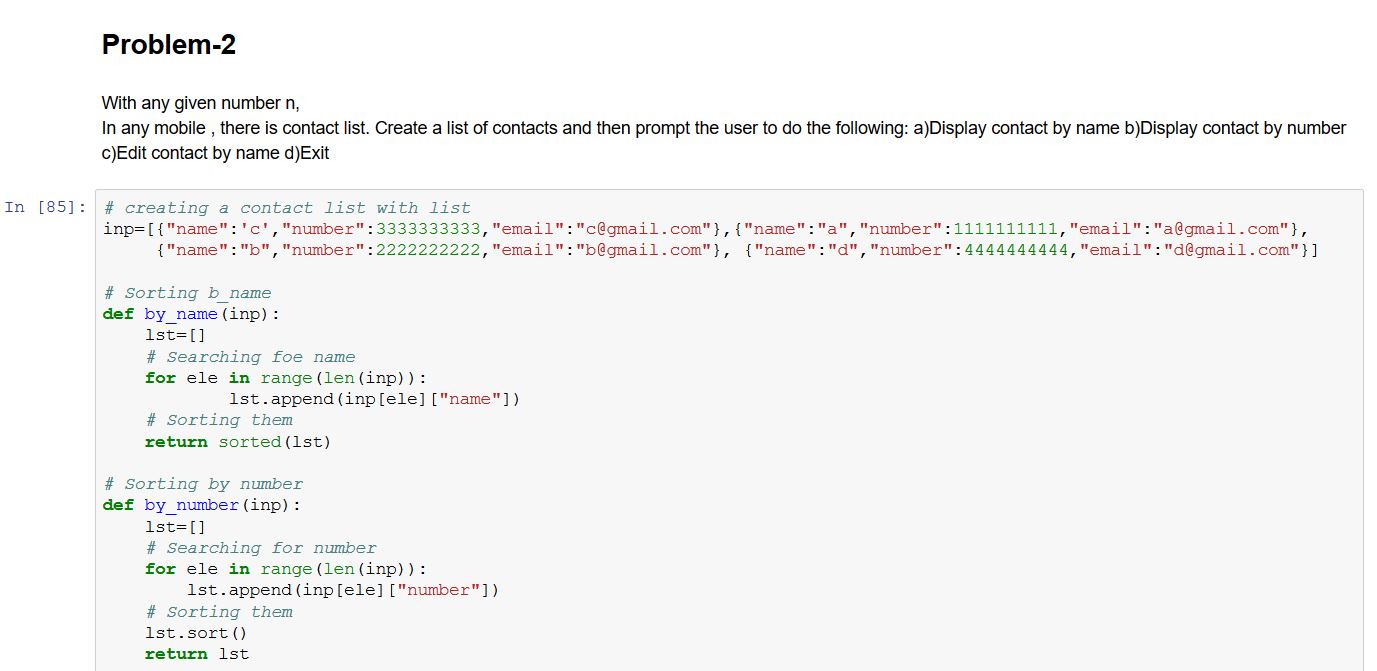 Problem-2
With any given number n,
In any mobile , there is contact list. Create a list of contacts and then prompt the user to do the following: a)Display contact by name b)Display contact by number
c)Edit contact by name d)Exit
In [85]:
# creating a contact list with list
inp=[{"name":'c',"number":3333333333,"email":"c@gmail.com"},{"name":"a","number":1111111111,"email":"a@gmail.com"},
     {"name":"b","number":2222222222,"email":"b@gmail.com"}, {"name":"d","number":4444444444,"email":"d@gmail.com"}]
# Sorting b_name
def by_name(inp):
    lst=[]
    # Searching foe name
    for ele in range(len(inp)):
            lst.append(inp[ele]["name"])
    # Sorting them
    return sorted(lst)
# Sorting by number
def by_number(inp):
    lst=[]
    # Searching for number
    for ele in range(len(inp)):
        lst.append(inp[ele]["number"])
    # Sorting them
    lst.sort()
    return lst